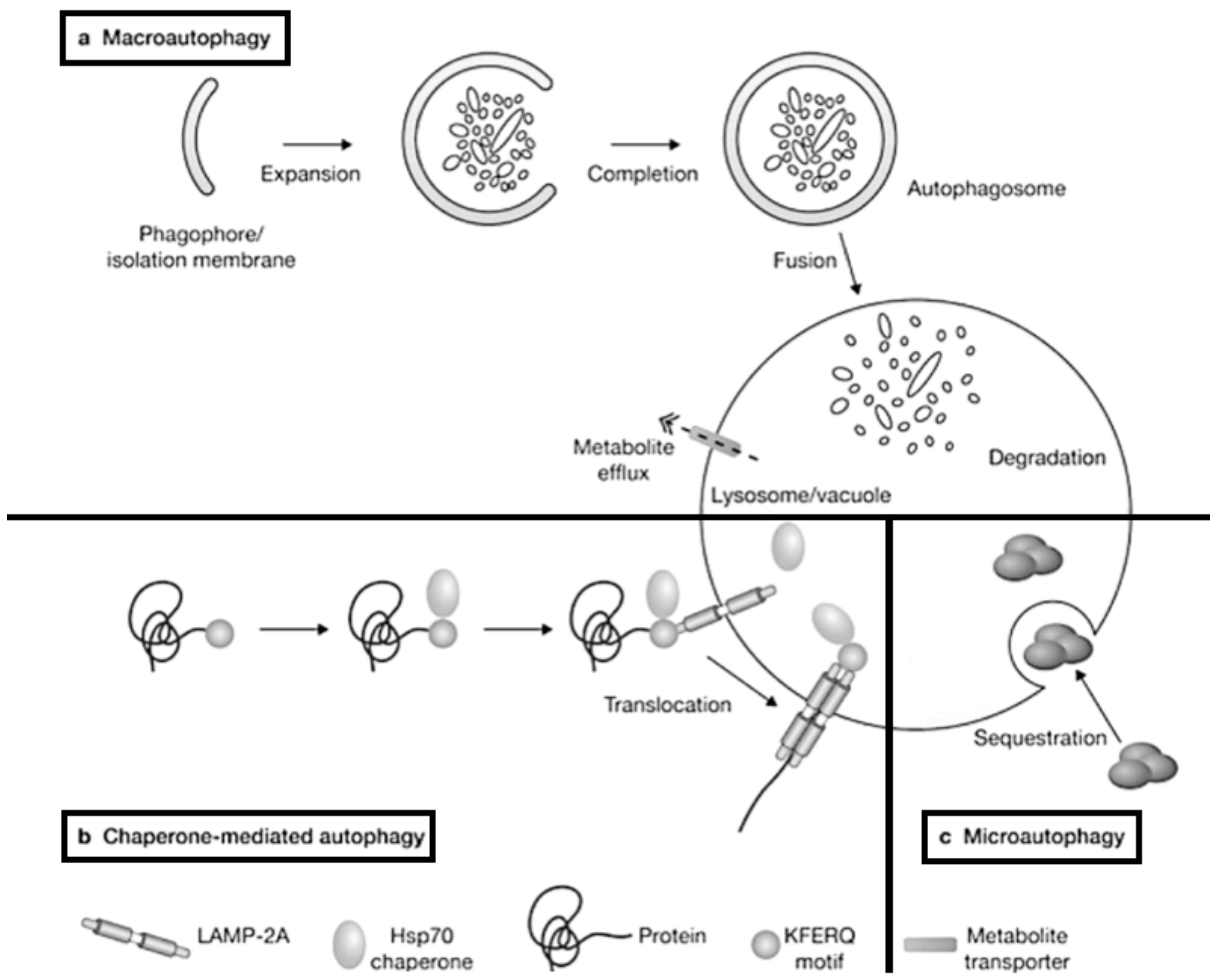 a Macroautophagy
Expansion
Completion
Phagophore/
isolation membrane
Autophagosome
Fusion
Metabolite
efflux
Degradation
Lysosome/vacuole
Translocation
Sequestration
b Chaperone-mediated autophagy
c Microautophagy
LAMP-2A
Hsp70
chaperone
Protein
KFERQ
motif
Metabolite
transporter